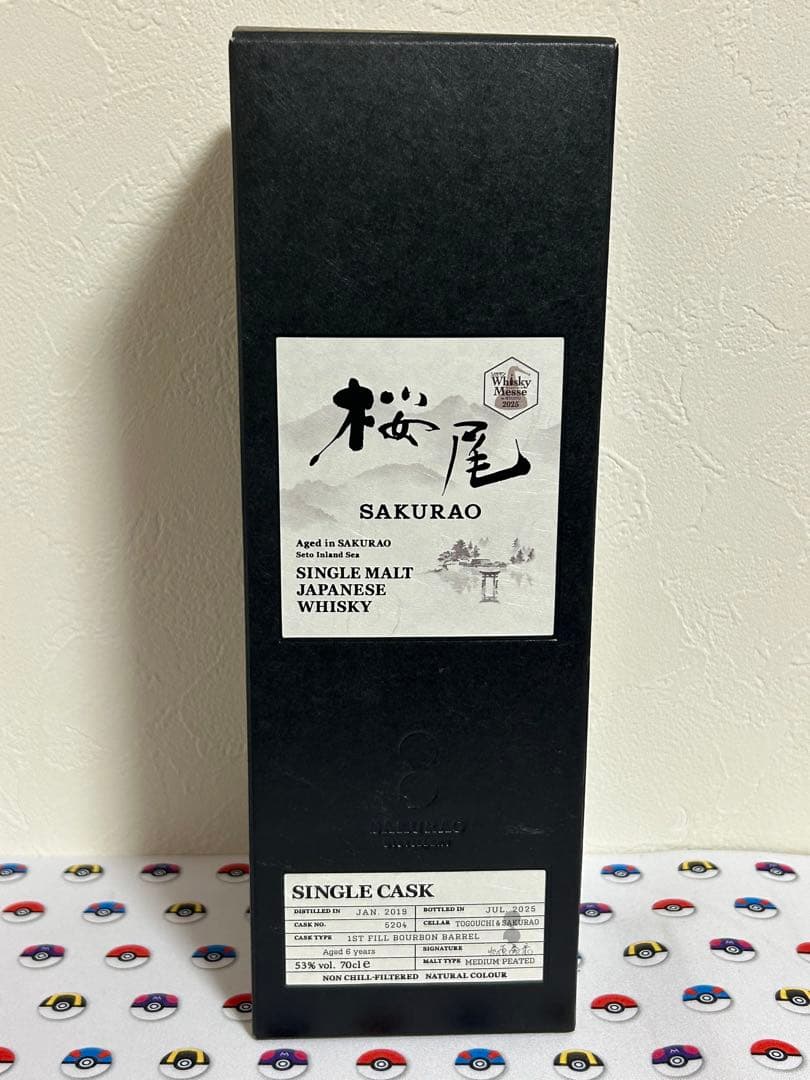 Whisky
Messe
2025
桜尾
SAKURAO
Aged in SAKURAO
Seto Inland Sea
SINGLE MALT
JAPANESE
WHISKY
SAKURAO
DISTILLERY
SINGLE CASK
DISTILLED IN JAN. 2019 BOTTLED IN JUL. 2025
CASK NO. 5204 CELLAR TOGOUCHI & SAKURAO
CASK TYPE 1ST FILL BOURBON BARREL
Aged 6 years SIGNATURE
53% vol. 70cl e MALT TYPE MEDIUM PEATED
NON CHILL-FILTERED NATURAL COLOUR